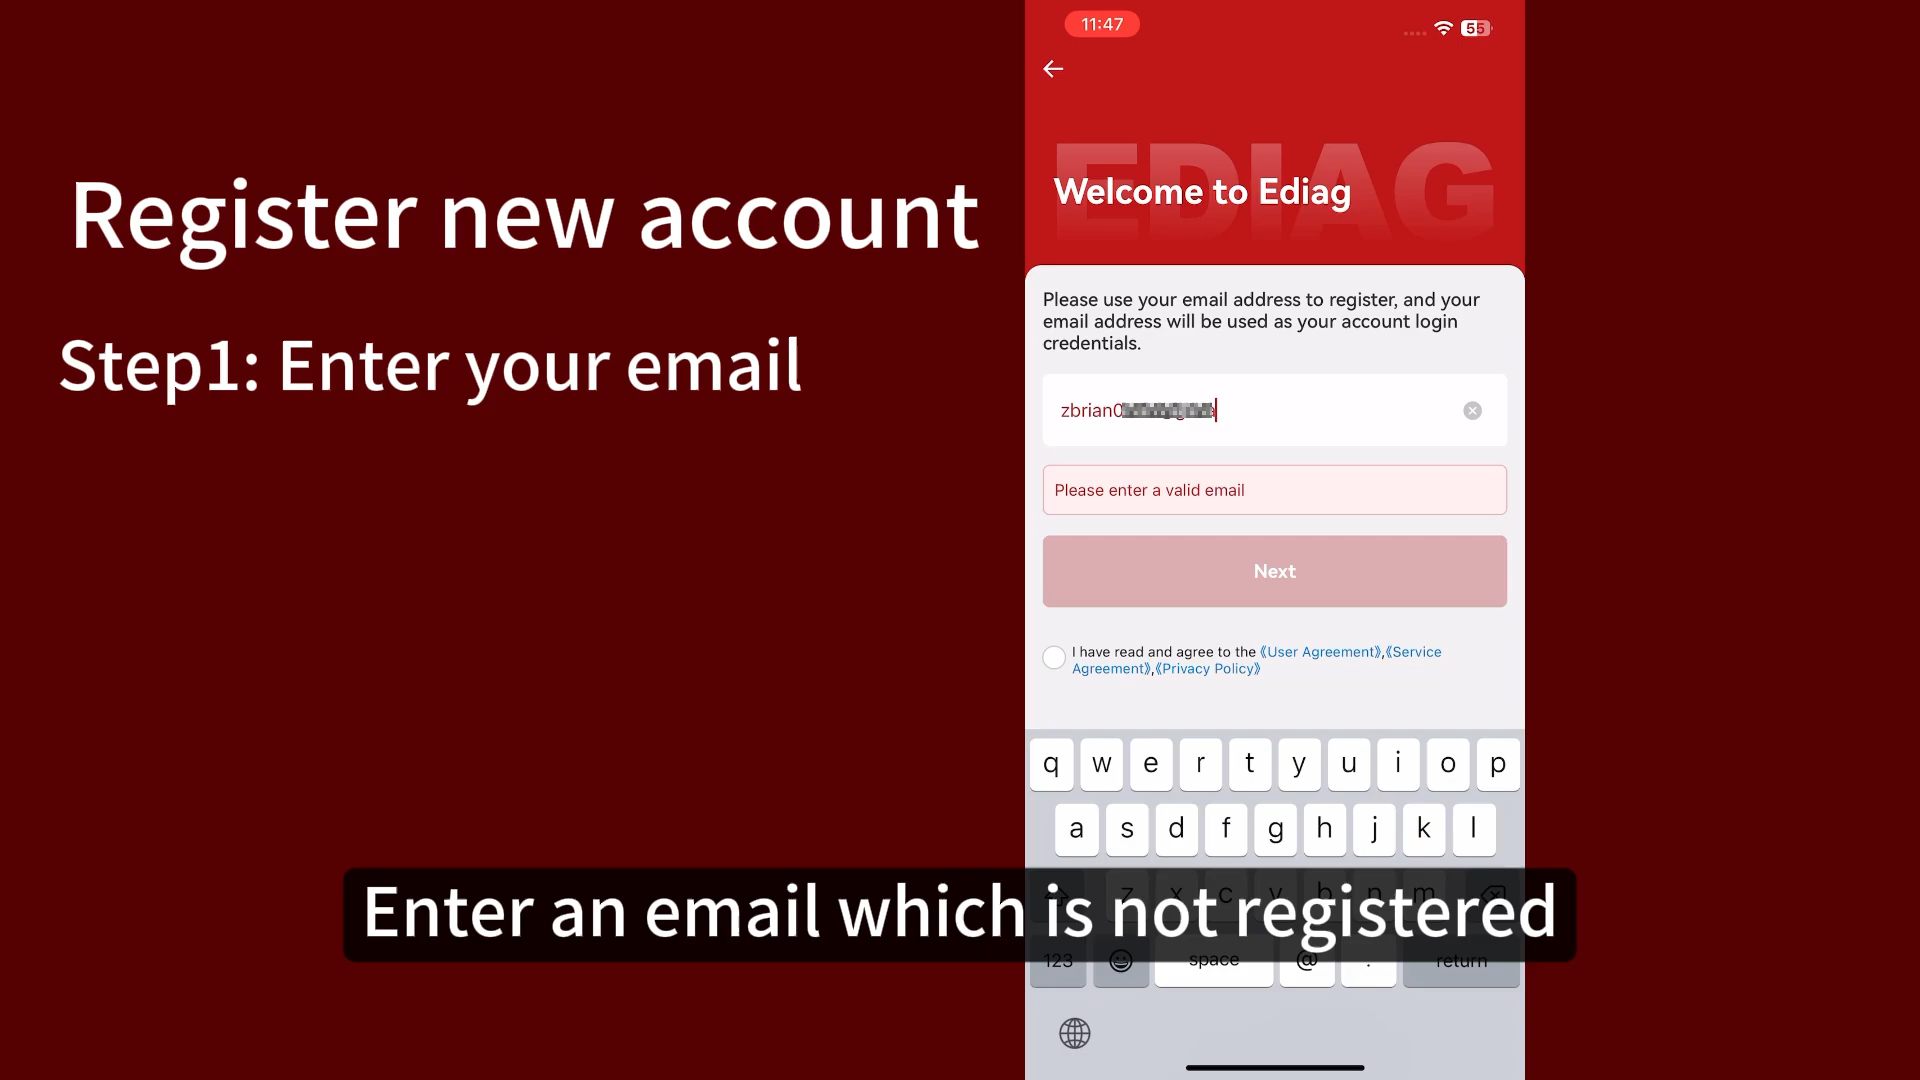 Register new account
Step1: Enter your email
11:47
55
EDIAG
Welcome to Ediag
Please use your email address to register, and your
email address will be used as your account login
credentials.
Please enter a valid email
Next
I have read and agree to the 《User Agreement》,《Service
Agreement》,《Privacy Policy》
q w e r t y u i o p
a s d f g h j k l
z x c v b n m
Enter an email which is not registered
123 space @ . return